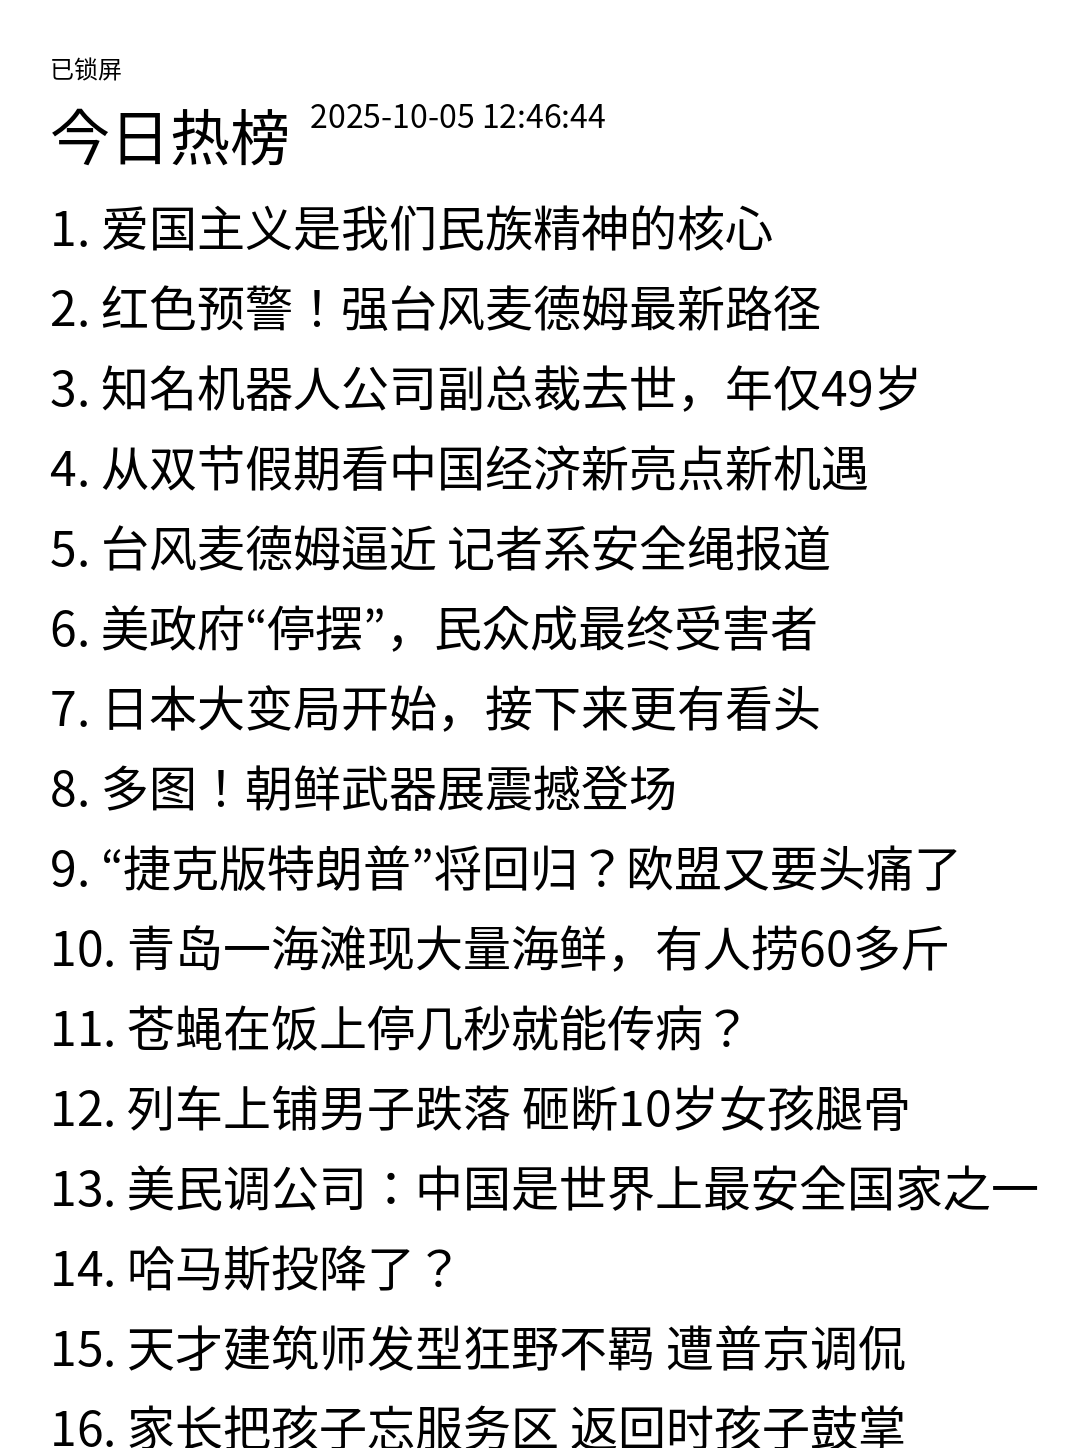 已锁屏
今日热榜 2025-10-05 12:46:44
1. 爱国主义是我们民族精神的核心
2. 红色预警！强台风麦德姆最新路径
3. 知名机器人公司副总裁去世，年仅49岁
4. 从双节假期看中国经济新亮点新机遇
5. 台风麦德姆逼近 记者系安全绳报道
6. 美政府“停摆”，民众成最终受害者
7. 日本大变局开始，接下来更有看头
8. 多图！朝鲜武器展震撼登场
9. “捷克版特朗普”将回归？欧盟又要头痛了
10. 青岛一海滩现大量海鲜，有人捞60多斤
11. 苍蝇在饭上停几秒就能传病？
12. 列车上铺男子跌落 砸断10岁女孩腿骨
13. 美民调公司：中国是世界上最安全国家之一
14. 哈马斯投降了？
15. 天才建筑师发型狂野不羁 遭普京调侃
16. 家长把孩子忘服务区 返回时孩子鼓掌